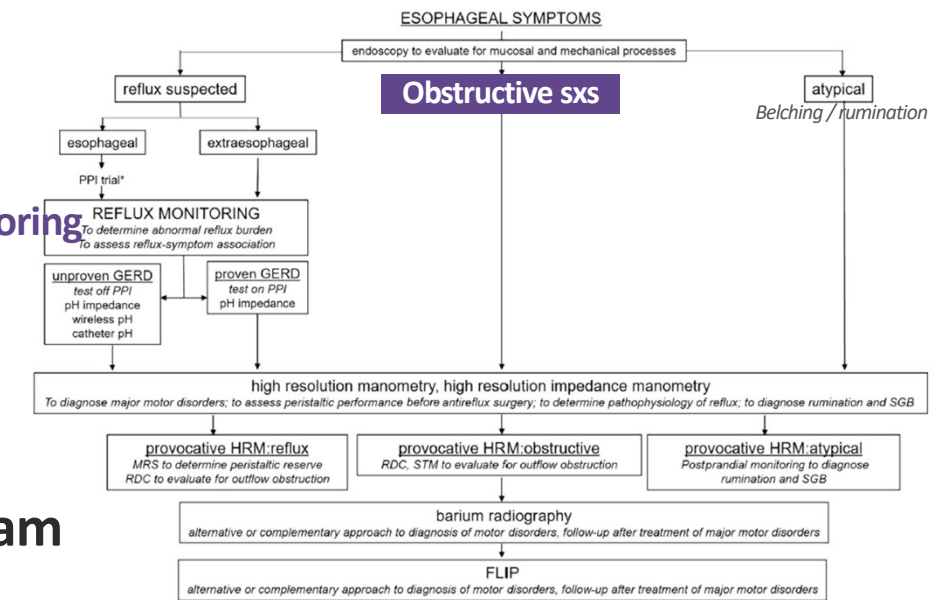 ESOPHAGEAL SYMPTOMS
endoscopy to evaluate for mucosal and mechanical processes
reflux suspected
Obstructive sxs
atypical
Belching / rumination
esophageal
extraesophageal
PPI trial*
oring
REFLUX MONITORING
To determine abnormal reflux burden
To assess reflux-symptom association
unproven GERD
test off PPI
pH impedance
wireless pH
catheter pH
proven GERD
test on PPI
pH impedance
high resolution manometry, high resolution impedance manometry
To diagnose major motor disorders; to assess peristaltic performance before antireflux surgery; to determine pathophysiology of reflux; to diagnose rumination and SGB
provocative HRM:reflux
MRS to determine peristaltic reserve
RDC to evaluate for outflow obstruction
provocative HRM:obstructive
RDC, STM to evaluate for outflow obstruction
provocative HRM:atypical
Postprandial monitoring to diagnose
rumination and SGB
am
barium radiography
alternative or complementary approach to diagnosis of motor disorders, follow-up after treatment of major motor disorders
FLIP
alternative or complementary approach to diagnosis of motor disorders, follow-up after treatment of major motor disorders